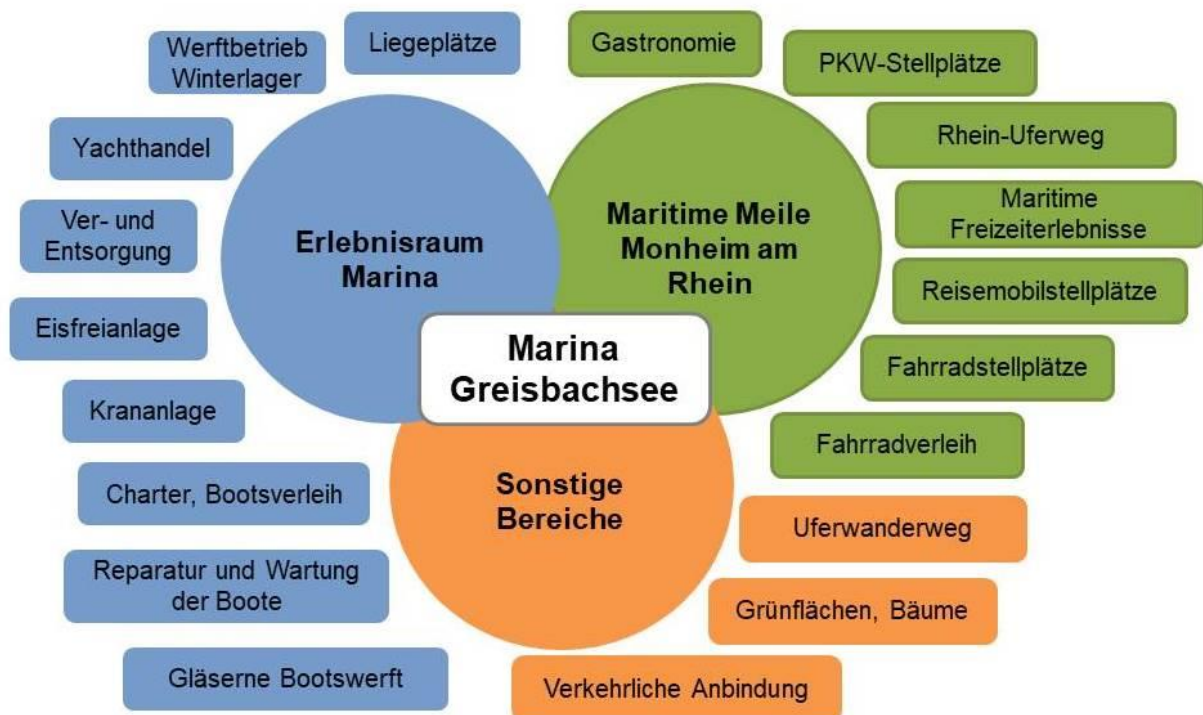 Werftbetrieb
Winterlager
Liegeplätze
Gastronomie
PKW-Stellplätze
Yachthandel
Rhein-Uferweg
Ver- und
Entsorgung
Erlebnisraum
Marina
Maritime Meile
Monheim am
Rhein
Maritime
Freizeiterlebnisse
Reisemobilstellplätze
Eisfreianlage
Marina
Greisbachsee
Fahrradstellplätze
Krananlage
Fahrradverleih
Charter, Bootsverleih
Sonstige
Bereiche
Uferwanderweg
Reparatur und Wartung
der Boote
Grünflächen, Bäume
Gläserne Bootswerft
Verkehrliche Anbindung